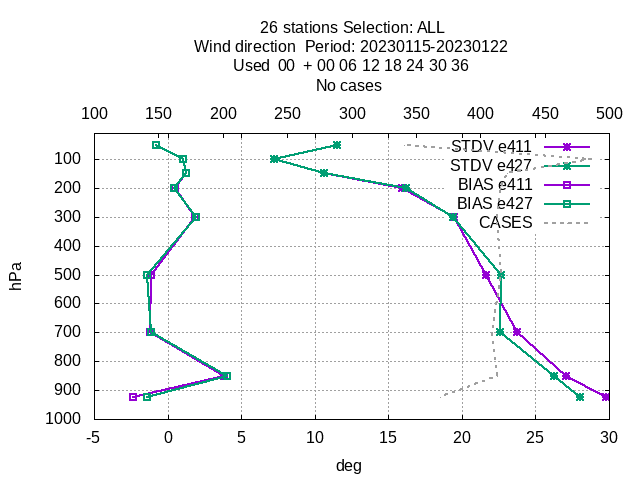 26 stations Selection: ALL
Wind direction  Period: 20230115-20230122
Used  00  + 00 06 12 18 24 30 36
No cases
100 150 200 250 300 350 400 450 500
STDV e411
STDV e427
BIAS e411
BIAS e427
CASES
100
200
300
400
500
600
700
800
900
1000
hPa
-5 0 5 10 15 20 25 30
deg